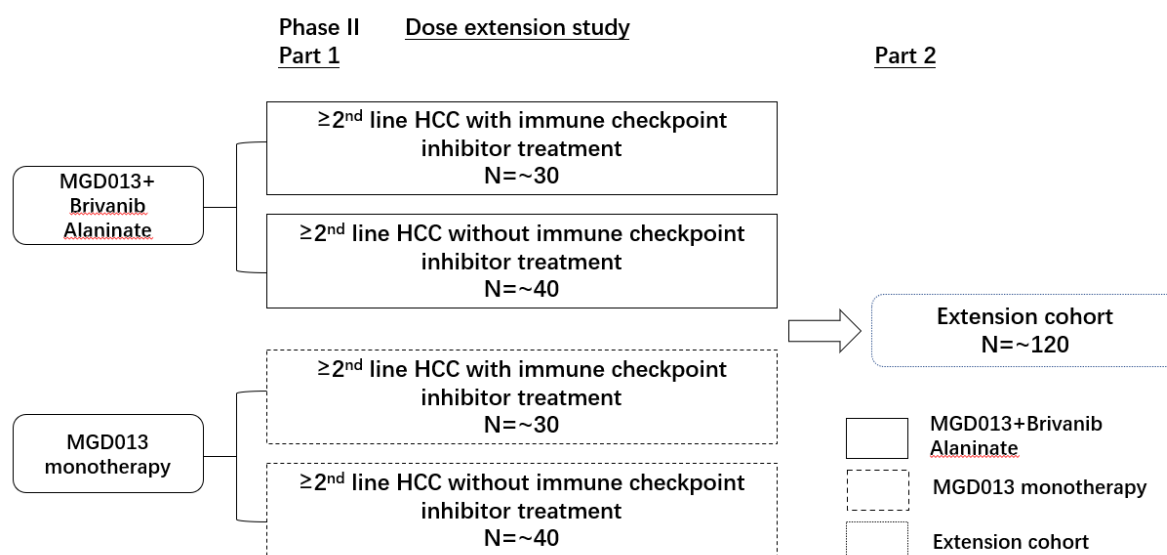 Phase II Dose extension study
Part 1
Part 2
≥2nd line HCC with immune checkpoint
inhibitor treatment
N=~30
MGD013+
Brivanib
Alaninate
≥2nd line HCC without immune checkpoint
inhibitor treatment
N=~40
Extension cohort
N=~120
≥2nd line HCC with immune checkpoint
inhibitor treatment
N=~30
MGD013
monotherapy
≥2nd line HCC without immune checkpoint
inhibitor treatment
N=~40
MGD013+Brivanib
Alaninate
MGD013 monotherapy
Extension cohort